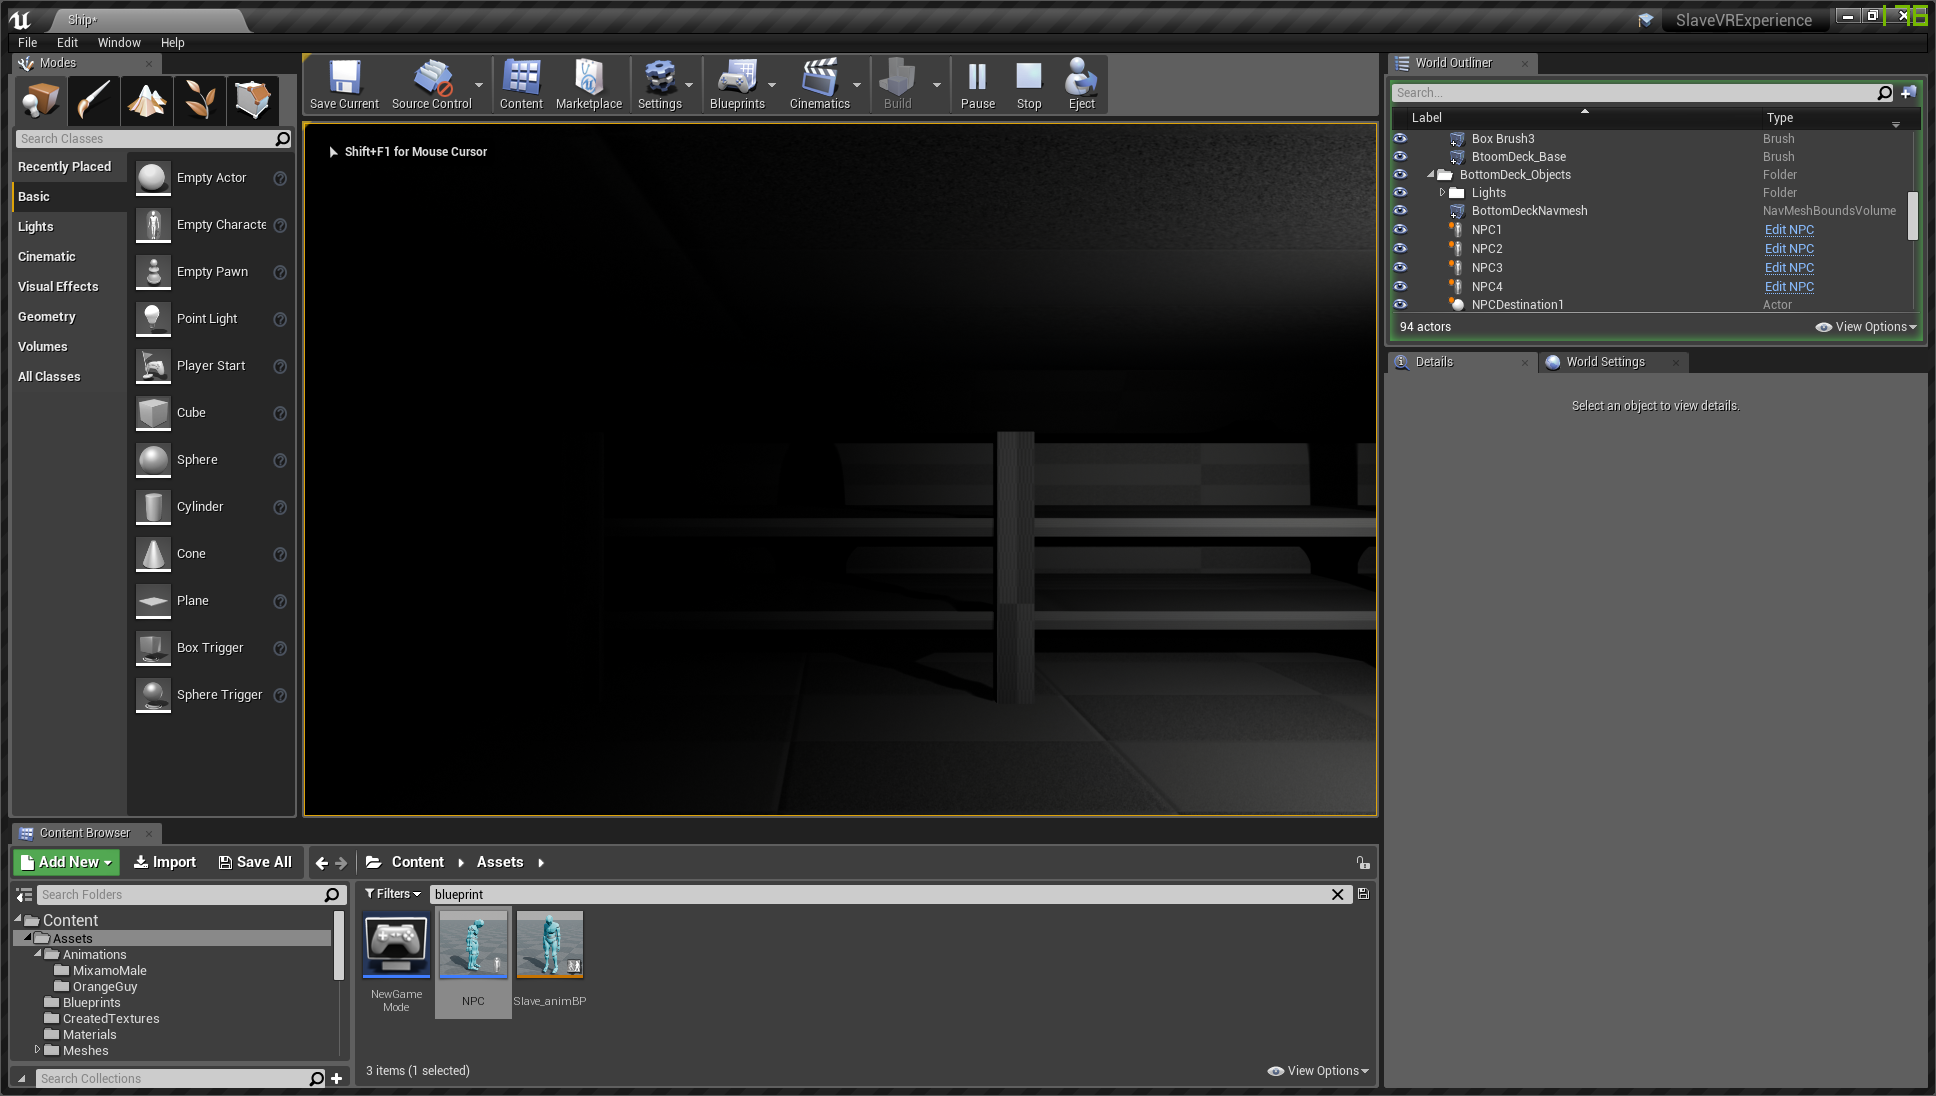 Ship*
SlaveVRExperience
76
File Edit Window Help
Modes
Search Classes
Recently Placed
Basic
Lights
Cinematic
Visual Effects
Geometry
Volumes
All Classes
Empty Actor
Empty Characte
Empty Pawn
Point Light
Player Start
Cube
Sphere
Cylinder
Cone
Plane
Box Trigger
Sphere Trigger
Save Current Source Control Content Marketplace Settings Blueprints Cinematics Build Pause Stop Eject
Shift+F1 for Mouse Cursor
World Outliner
Search...
Label Type
Box Brush3 Brush
BtoomDeck_Base Brush
BottomDeck_Objects Folder
Lights Folder
BottomDeckNavmesh NavMeshBoundsVolume
NPC1 Edit NPC
NPC2 Edit NPC
NPC3 Edit NPC
NPC4 Edit NPC
NPCDestination1 Actor
94 actors View Options
Details World Settings
Select an object to view details.
Content Browser
Add New Import Save All Content Assets
Search Folders
Content
Assets
Animations
MixamoMale
OrangeGuy
Blueprints
CreatedTextures
Materials
Meshes
Search Collections
Filters blueprint
NewGame
Mode
NPC
Slave_animBP
3 items (1 selected) View Options